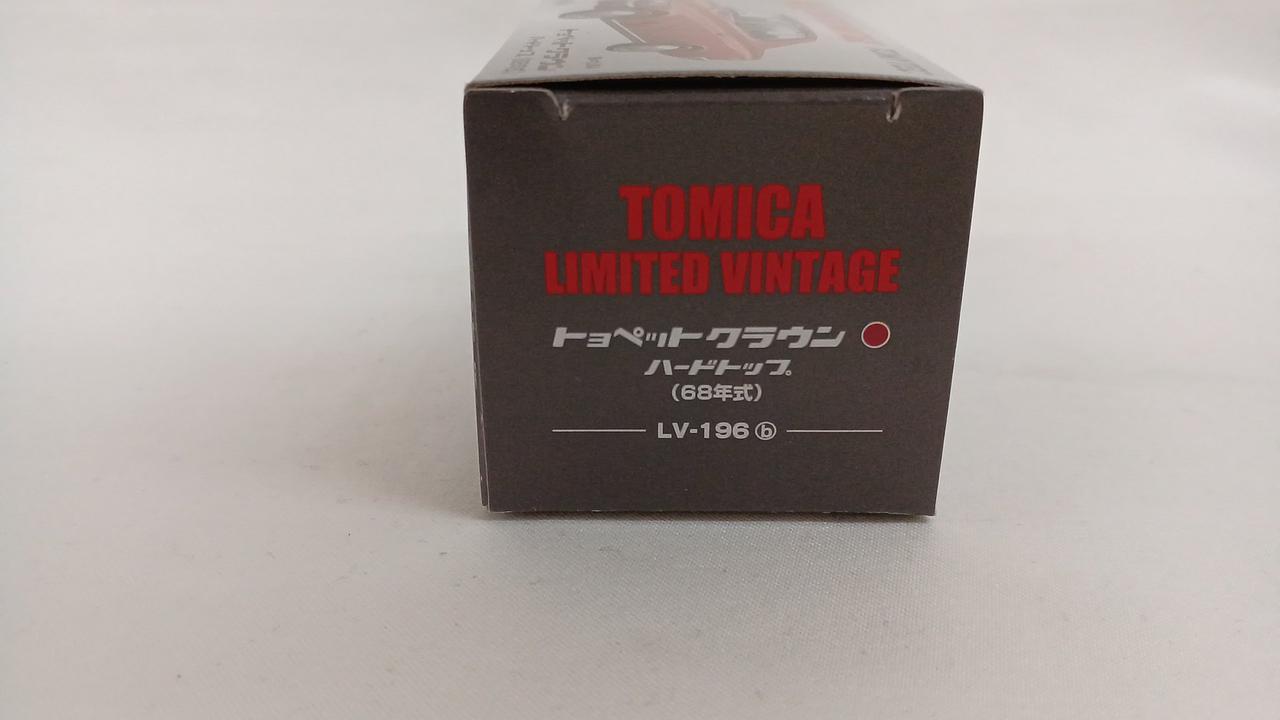 TOMICA
LIMITED VINTAGE
トヨペットクラウン
ハードトップ
(68年式)
LV-196 ⓑ